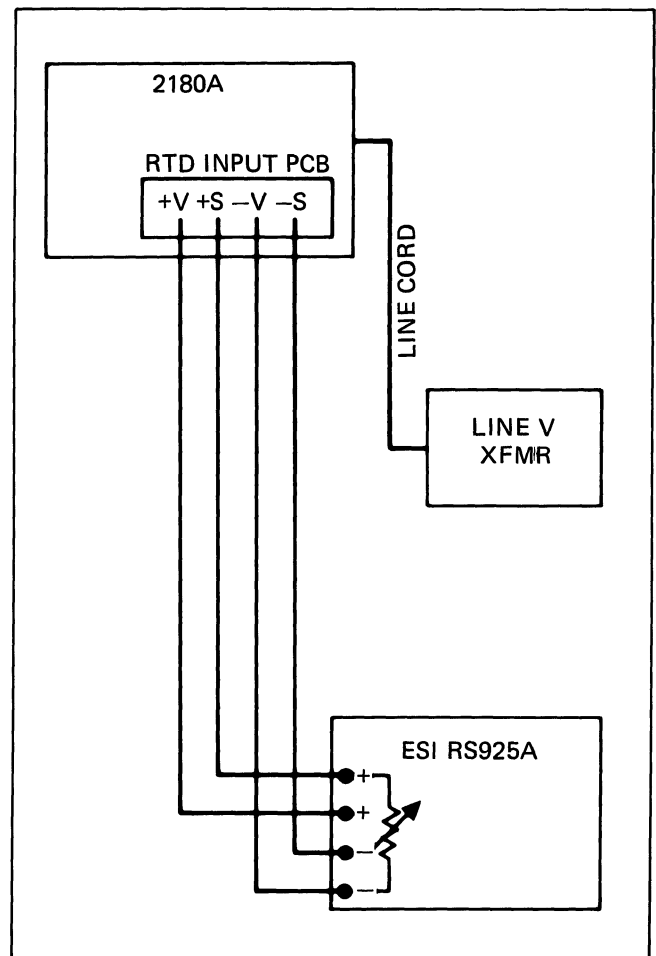 2180A
RTD INPUT PCB
+V +S −V −S
LINE CORD
LINE V
XFMR
ESI RS925A
+
+
−
−